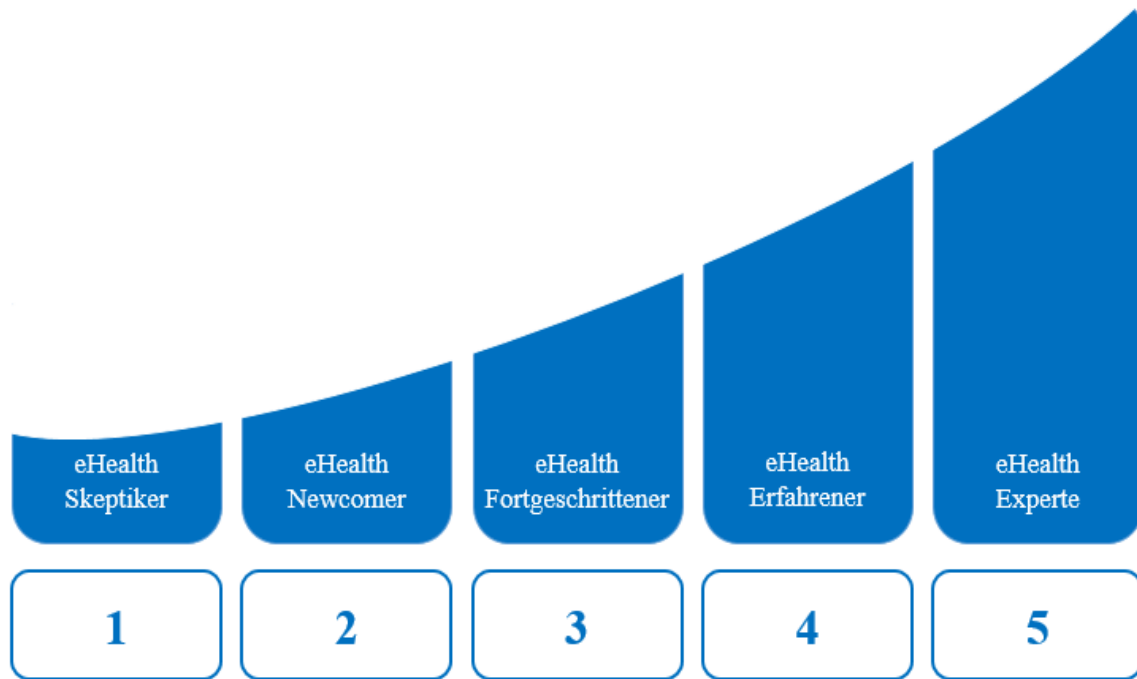 eHealth
Skeptiker
eHealth
Newcomer
eHealth
Fortgeschrittener
eHealth
Erfahrener
eHealth
Experte
1
2
3
4
5